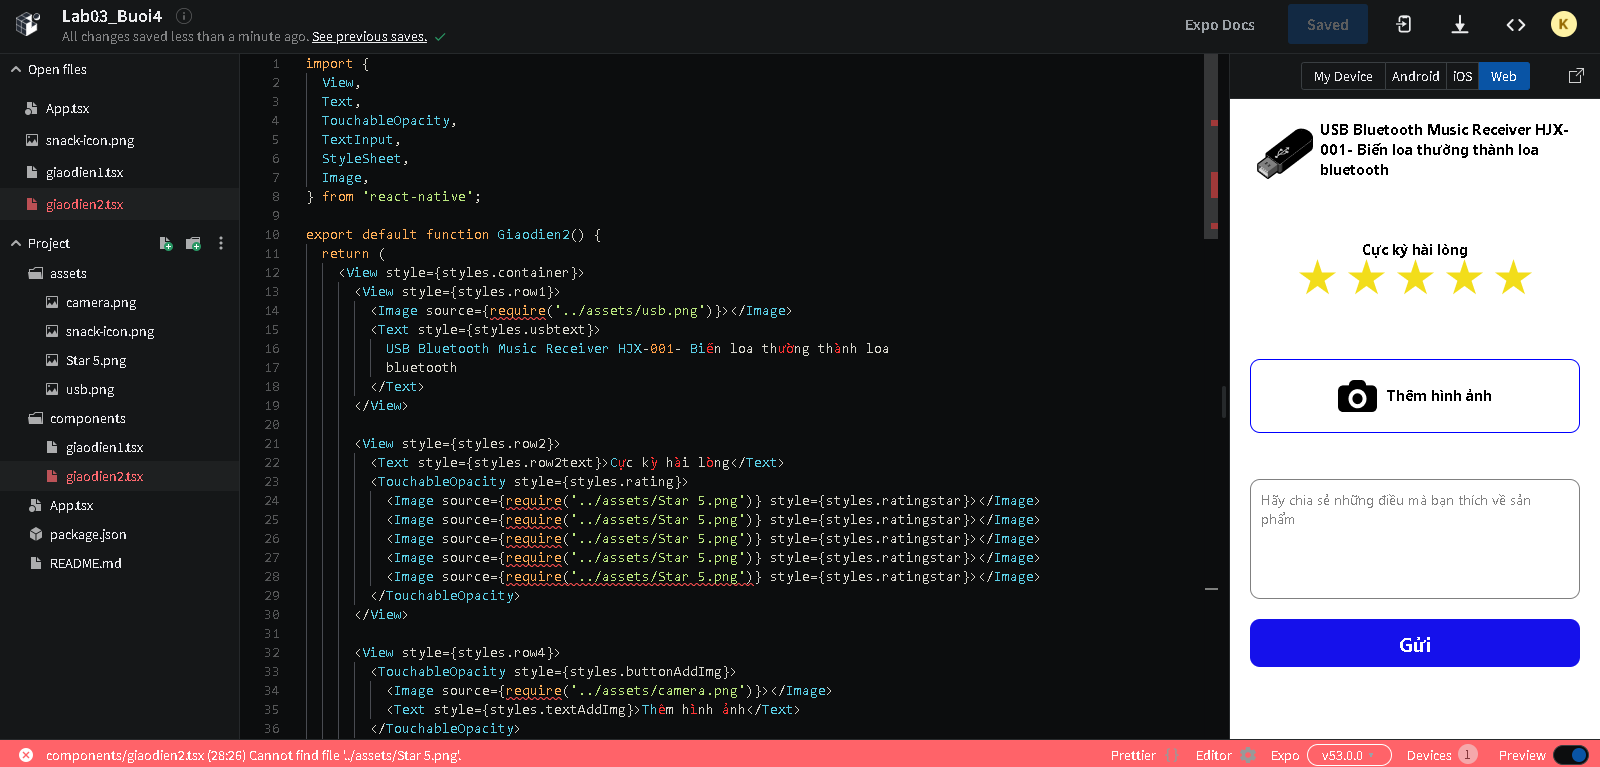 Lab03_Buoi4
All changes saved less than a minute ago. See previous saves.
Expo Docs
Saved
K
Open files
App.tsx
snack-icon.png
giaodien1.tsx
giaodien2.tsx
Project
assets
camera.png
snack-icon.png
Star 5.png
usb.png
components
giaodien1.tsx
giaodien2.tsx
App.tsx
package.json
README.md
1 import {
2 View,
3 Text,
4 TouchableOpacity,
5 TextInput,
6 StyleSheet,
7 Image,
8 } from 'react-native';
9
10 export default function Giaodien2() {
11 return (
12 <View style={styles.container}>
13 <View style={styles.row1}>
14 <Image source={require('../assets/usb.png')}></Image>
15 <Text style={styles.usbtext}>
16 USB Bluetooth Music Receiver HJX-001- Biến loa thường thành loa
17 bluetooth
18 </Text>
19 </View>
20
21 <View style={styles.row2}>
22 <Text style={styles.row2text}>Cực kỳ hài lòng</Text>
23 <TouchableOpacity style={styles.rating}>
24 <Image source={require('../assets/Star 5.png')} style={styles.ratingstar}></Image>
25 <Image source={require('../assets/Star 5.png')} style={styles.ratingstar}></Image>
26 <Image source={require('../assets/Star 5.png')} style={styles.ratingstar}></Image>
27 <Image source={require('../assets/Star 5.png')} style={styles.ratingstar}></Image>
28 <Image source={require('../assets/Star 5.png')} style={styles.ratingstar}></Image>
29 </TouchableOpacity>
30 </View>
31
32 <View style={styles.row4}>
33 <TouchableOpacity style={styles.buttonAddImg}>
34 <Image source={require('../assets/camera.png')}></Image>
35 <Text style={styles.textAddImg}>Thêm hình ảnh</Text>
36 </TouchableOpacity>
My Device Android iOS Web
USB Bluetooth Music Receiver HJX-
001- Biến loa thường thành loa
bluetooth
Cực kỳ hài lòng
Thêm hình ảnh
Hãy chia sẻ những điều mà bạn thích về sản
phẩm
Gửi
components/giaodien2.tsx (28:26) Cannot find file '../assets/Star 5.png'.
Prettier {} Editor Expo v53.0.0 Devices 1 Preview